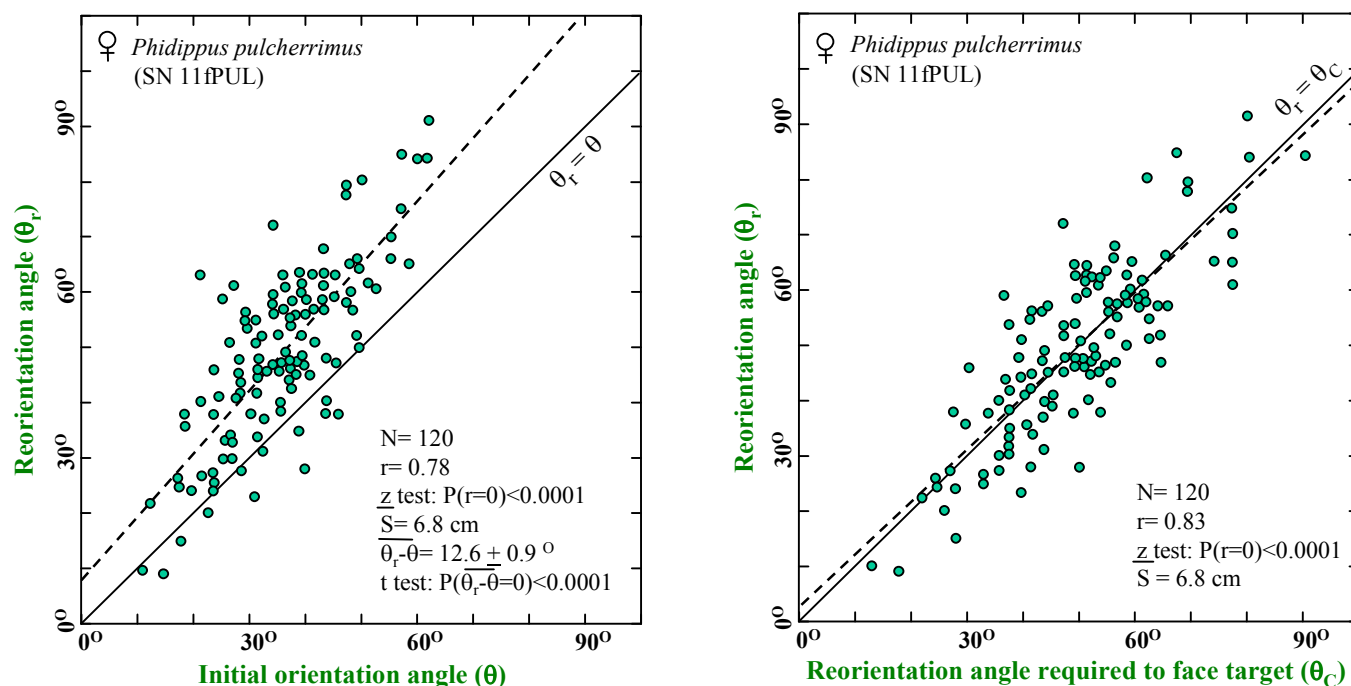 ♀ Phidippus pulcherrimus
(SN 11fPUL)
90°
60°
30°
0°
Reorientation angle (θr)
θr = θ
N= 120
r= 0.78
z test: P(r=0)<0.0001
S= 6.8 cm
θr-θ= 12.6 ± 0.9 °
t test: P(θr-θ=0)<0.0001
0° 30° 60° 90°
Initial orientation angle (θ)
♀ Phidippus pulcherrimus
(SN 11fPUL)
90°
60°
30°
0°
Reorientation angle (θr)
θr = θC
N= 120
r= 0.83
z test: P(r=0)<0.0001
S = 6.8 cm
0° 30° 60° 90°
Reorientation angle required to face target (θC)